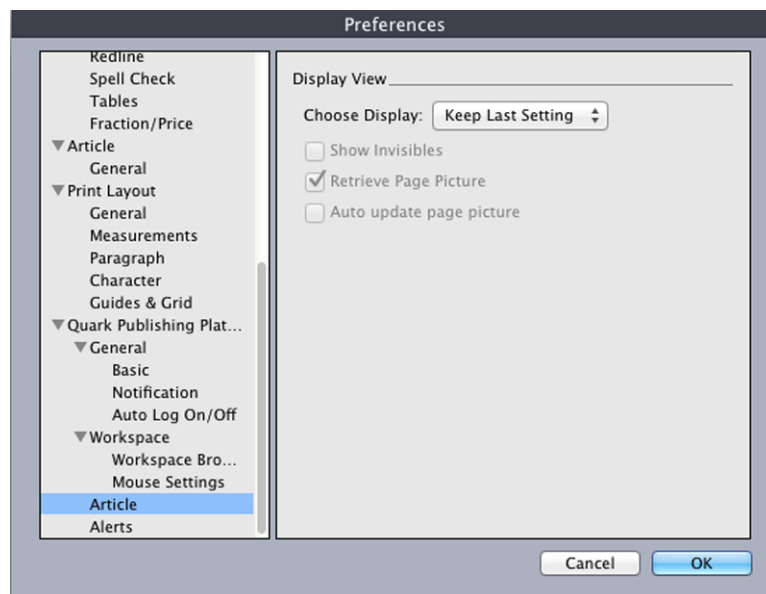 Preferences
Redline
Spell Check
Tables
Fraction/Price
Article
General
Print Layout
General
Measurements
Paragraph
Character
Guides & Grid
Quark Publishing Plat...
General
Basic
Notification
Auto Log On/Off
Workspace
Workspace Bro...
Mouse Settings
Article
Alerts
Display View
Choose Display: Keep Last Setting
Show Invisibles
Retrieve Page Picture
Auto update page picture
Cancel OK